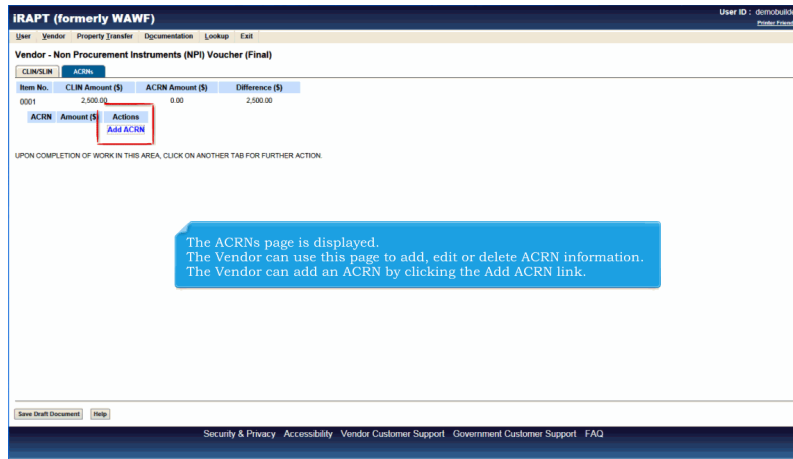 iRAPT (formerly WAWF)
User ID : demobuild
Printer Friend
User Vendor Property Transfer Documentation Lookup Exit
Vendor - Non Procurement Instruments (NPI) Voucher (Final)
CLIN/SLIN ACRNs
Item No. CLIN Amount ($) ACRN Amount ($) Difference ($)
0001 2,500.00 0.00 2,500.00
ACRN Amount ($) Actions
Add ACRN
UPON COMPLETION OF WORK IN THIS AREA, CLICK ON ANOTHER TAB FOR FURTHER ACTION.
The ACRNs page is displayed.
The Vendor can use this page to add, edit or delete ACRN information.
The Vendor can add an ACRN by clicking the Add ACRN link.
Save Draft Document Help
Security & Privacy Accessibility Vendor Customer Support Government Customer Support FAQ